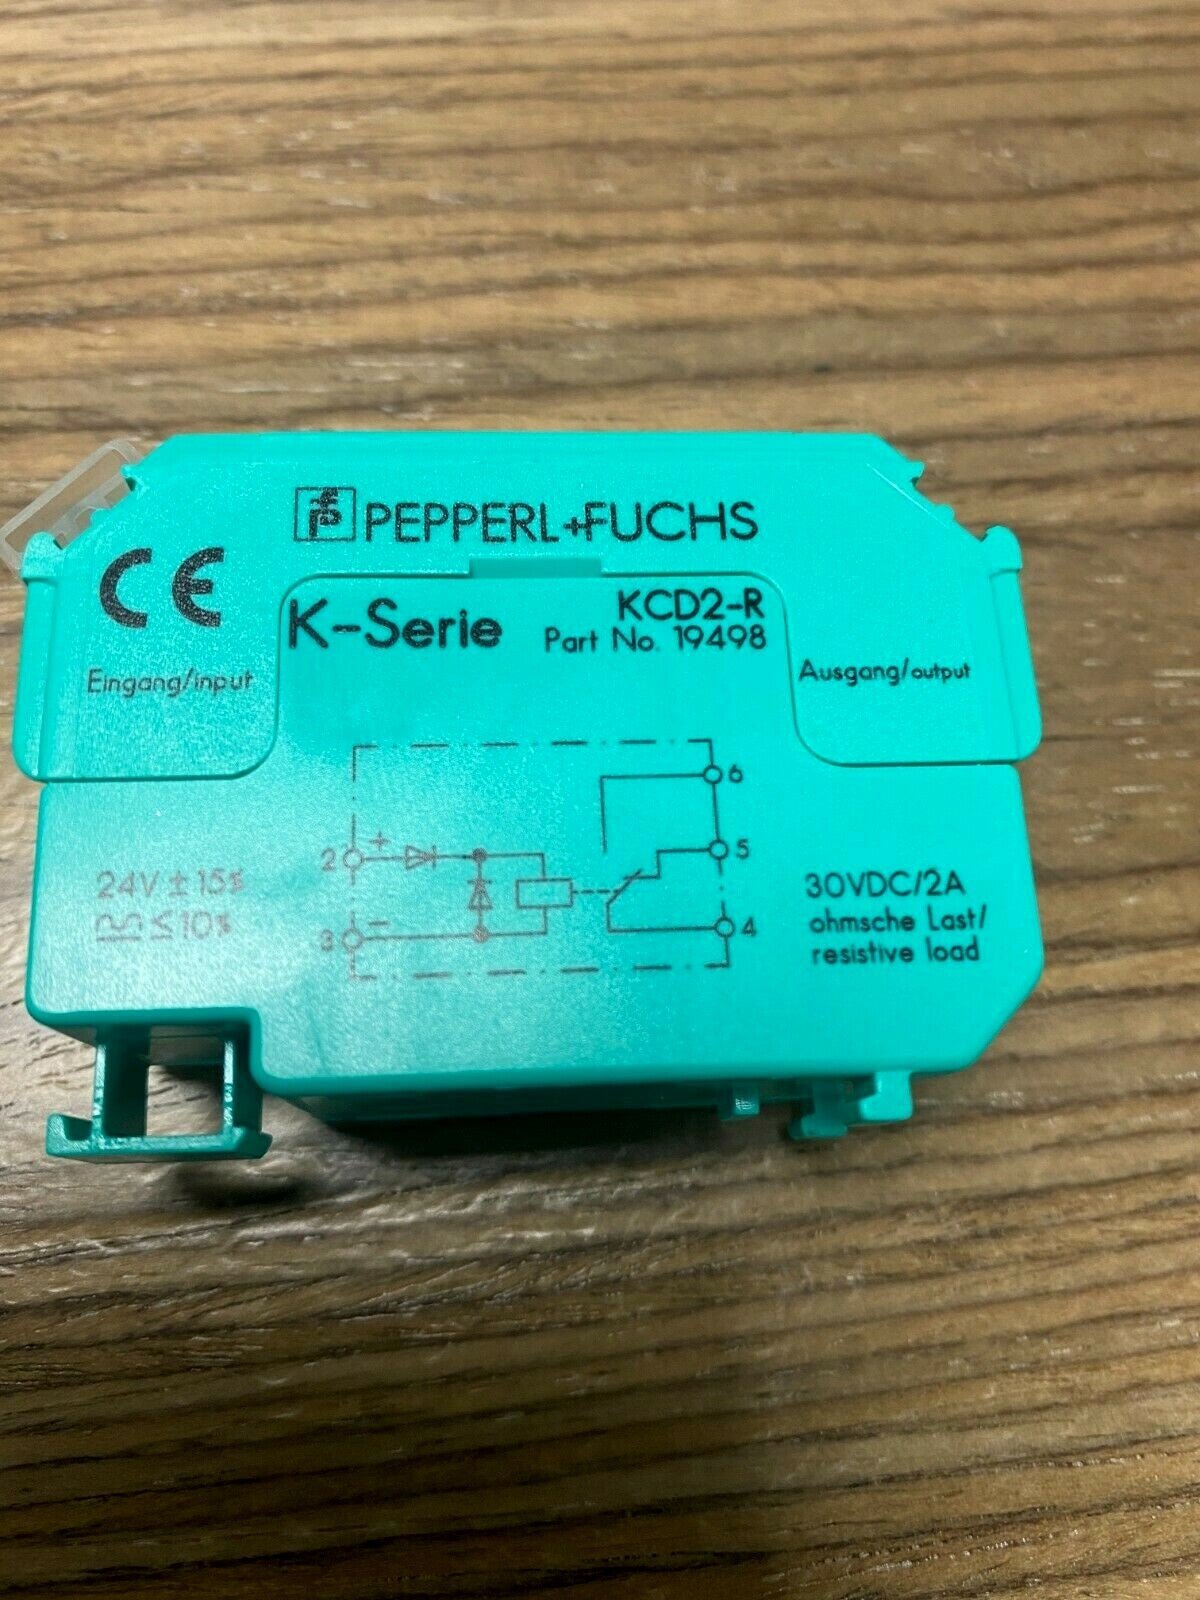 PEPPERL+FUCHS
CE
K-Serie
KCD2-R
Part No. 19498
Eingang/input
Ausgang/output
6
+
2
5
24V ± 15%
≤ 10%
30VDC/2A
-
3
4
ohmsche Last/
resistive load